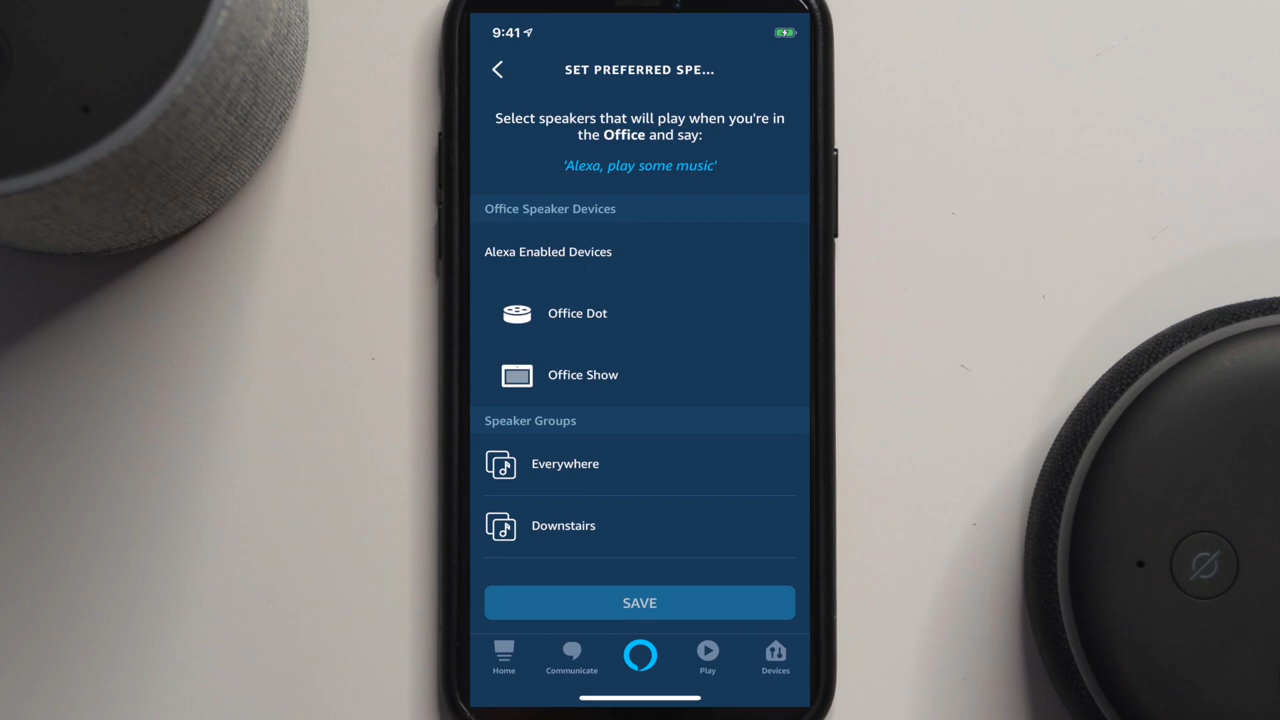 9:41
SET PREFERRED SPE...
Select speakers that will play when you're in
the Office and say:
'Alexa, play some music'
Office Speaker Devices
Alexa Enabled Devices
Office Dot
Office Show
Speaker Groups
Everywhere
Downstairs
SAVE
Home
Communicate
Play
Devices